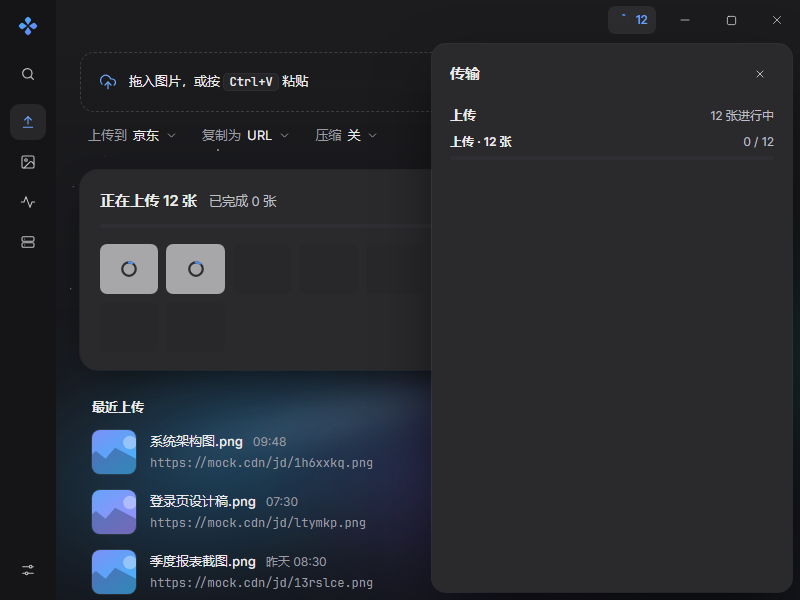 12
拖入图片，或按 Ctrl+V 粘贴
上传到 京东 复制为 URL 压缩 关
正在上传 12 张 已完成 0 张
最近上传
系统架构图.png 09:48
https://mock.cdn/jd/1h6xxkq.png
登录页设计稿.png 07:30
https://mock.cdn/jd/ltymkp.png
季度报表截图.png 昨天 08:30
https://mock.cdn/jd/13rslce.png
传输
上传 12 张进行中
上传 · 12 张 0 / 12